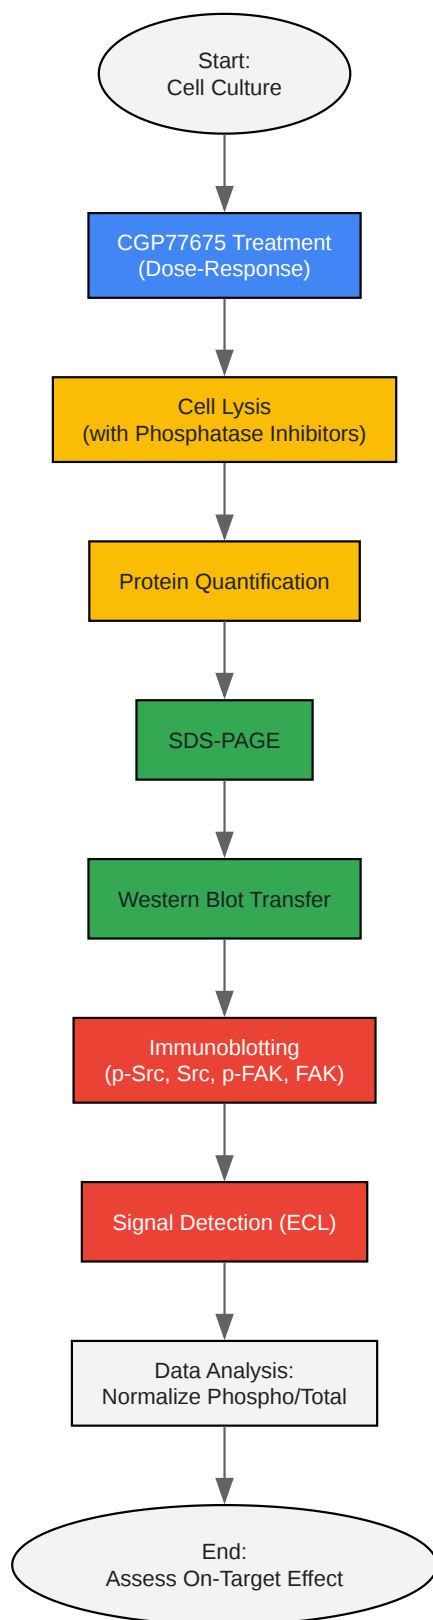 Start:
Cell Culture
CGP77675 Treatment
(Dose-Response)
Cell Lysis
(with Phosphatase Inhibitors)
Protein Quantification
SDS-PAGE
Western Blot Transfer
Immunoblotting
(p-Src, Src, p-FAK, FAK)
Signal Detection (ECL)
Data Analysis:
Normalize Phospho/Total
End:
Assess On-Target Effect